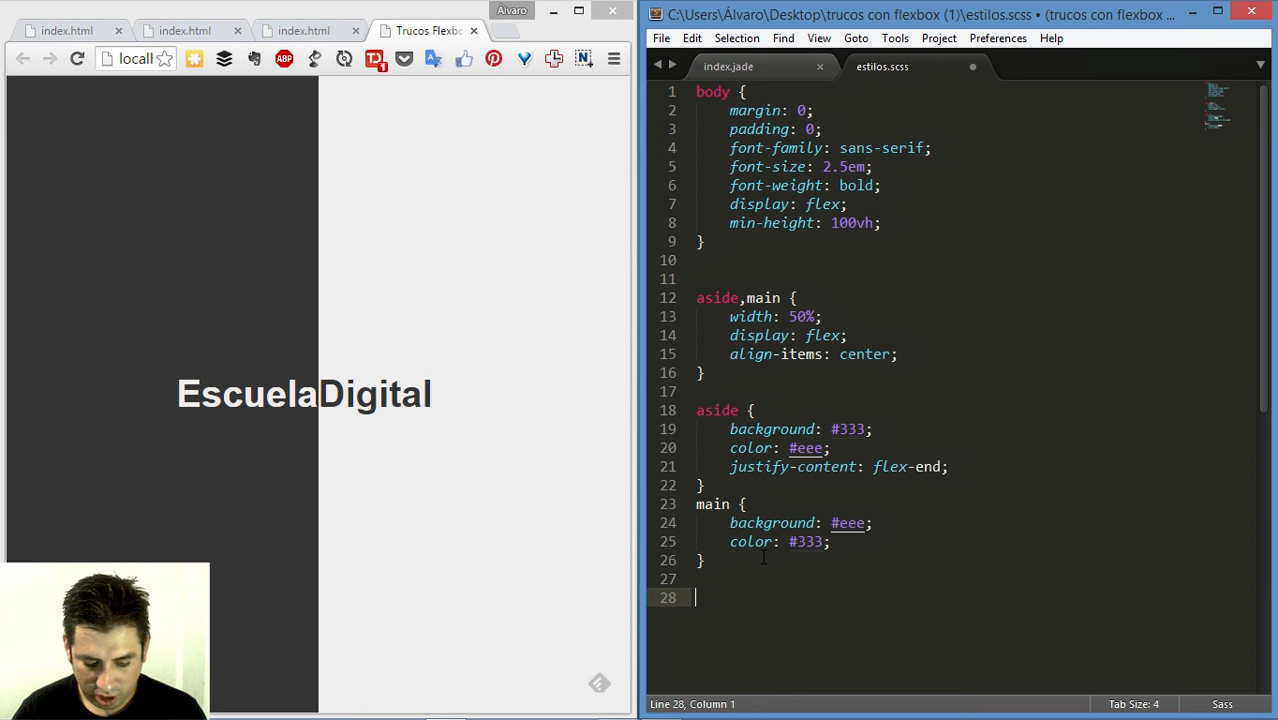 Álvaro
index.html
index.html
index.html
Trucos Flexbo
locall
ABP
1
EscuelaDigital
C:\Users\Álvaro\Desktop\trucos con flexbox (1)\estilos.scss • (trucos con flexbox ...
File Edit Selection Find View Goto Tools Project Preferences Help
index.jade
estilos.scss
1 body {
2 margin: 0;
3 padding: 0;
4 font-family: sans-serif;
5 font-size: 2.5em;
6 font-weight: bold;
7 display: flex;
8 min-height: 100vh;
9 }
10
11
12 aside,main {
13 width: 50%;
14 display: flex;
15 align-items: center;
16 }
17
18 aside {
19 background: #333;
20 color: #eee;
21 justify-content: flex-end;
22 }
23 main {
24 background: #eee;
25 color: #333;
26 }
27
28
Line 28, Column 1
Tab Size: 4
Sass